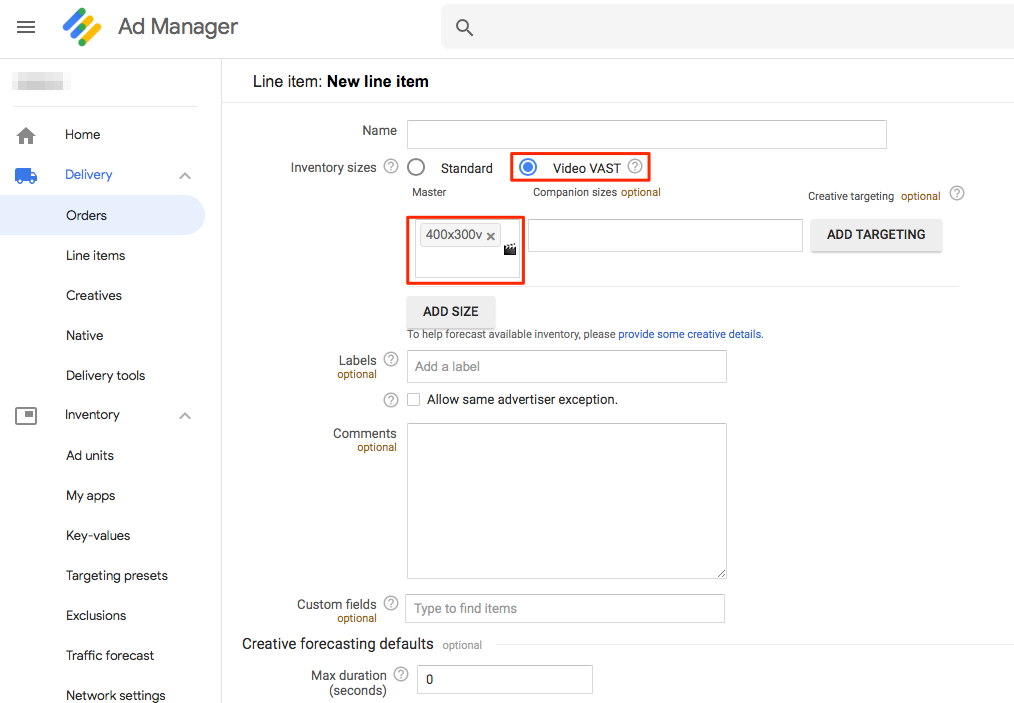 Ad Manager
Line item: New line item
Home
Delivery
Orders
Line items
Creatives
Native
Delivery tools
Inventory
Ad units
My apps
Key-values
Targeting presets
Exclusions
Traffic forecast
Network settings
Name
Inventory sizes ? Standard Video VAST ?
Master Companion sizes optional Creative targeting optional ?
400x300v × ADD TARGETING
ADD SIZE
To help forecast available inventory, please provide some creative details.
Labels ? Add a label
optional
? Allow same advertiser exception.
Comments
optional
Custom fields ? Type to find items
optional
Creative forecasting defaults optional
Max duration ? 0
(seconds)